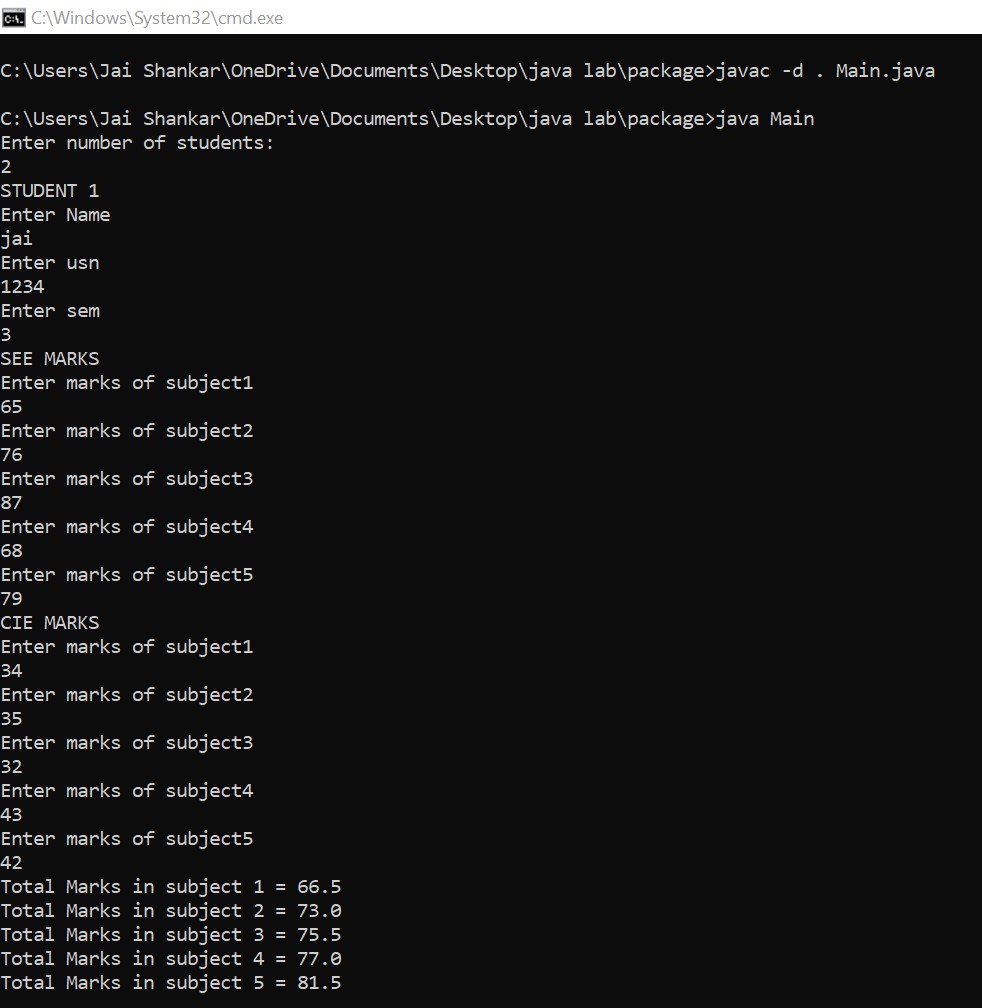 C:\Windows\System32\cmd.exe
C:\Users\Jai Shankar\OneDrive\Documents\Desktop\java lab\package>javac -d . Main.java
C:\Users\Jai Shankar\OneDrive\Documents\Desktop\java lab\package>java Main
Enter number of students:
2
STUDENT 1
Enter Name
jai
Enter usn
1234
Enter sem
3
SEE MARKS
Enter marks of subject1
65
Enter marks of subject2
76
Enter marks of subject3
87
Enter marks of subject4
68
Enter marks of subject5
79
CIE MARKS
Enter marks of subject1
34
Enter marks of subject2
35
Enter marks of subject3
32
Enter marks of subject4
43
Enter marks of subject5
42
Total Marks in subject 1 = 66.5
Total Marks in subject 2 = 73.0
Total Marks in subject 3 = 75.5
Total Marks in subject 4 = 77.0
Total Marks in subject 5 = 81.5